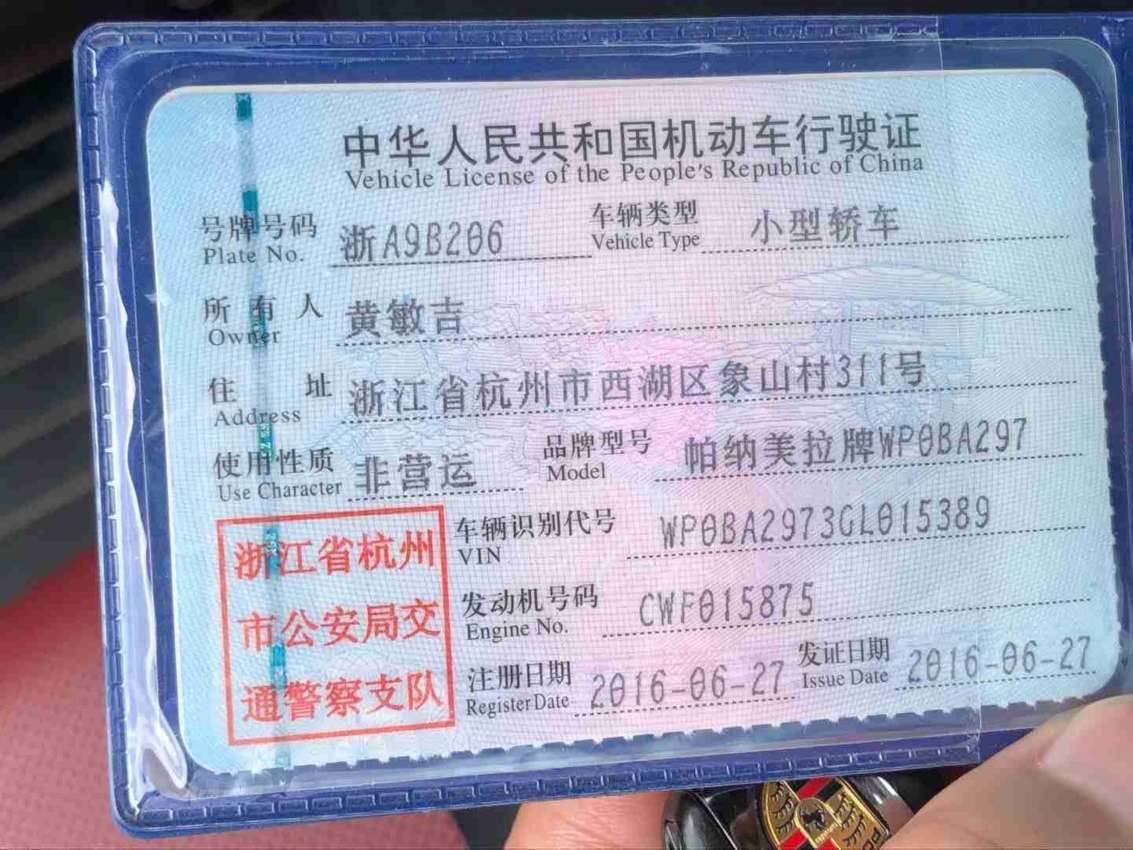 中华人民共和国机动车行驶证
Vehicle License of the People's Republic of China
号牌号码 浙A9B206 车辆类型 小型轿车
Plate No. Vehicle Type
所有人 黄敏吉
Owner
住址 浙江省杭州市西湖区象山村311号
Address
使用性质 非营运 品牌型号 帕纳美拉牌WP0BA297
Use Character Model
浙江省杭州
市公安局交
通警察支队
车辆识别代号 WP0BA2973GL015389
VIN
发动机号码 CWF015875
Engine No.
注册日期 2016-06-27 发证日期 2016-06-27
Register Date Issue Date